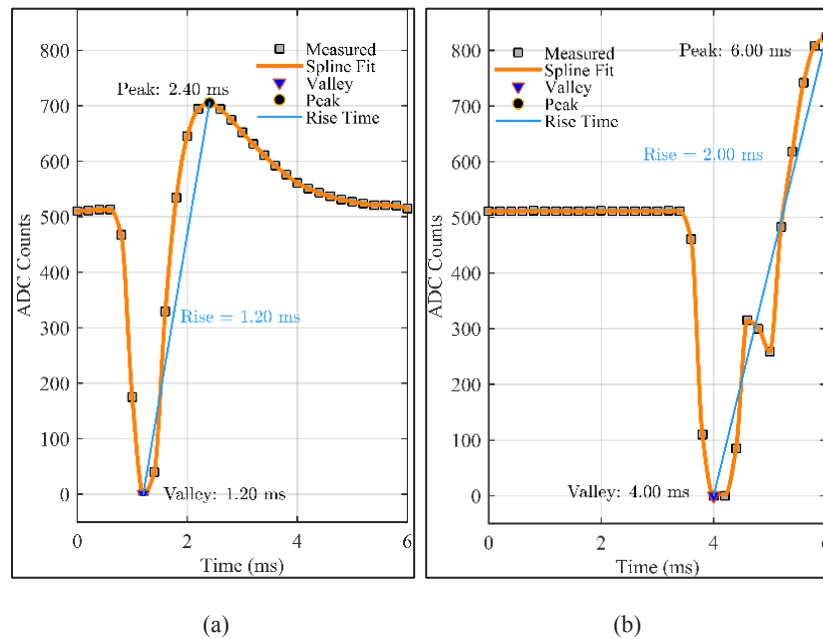 800
700
600
500
400
300
200
100
0
ADC Counts
Measured
Spline Fit
Valley
Peak
Rise Time
Peak: 2.40 ms
Rise = 1.20 ms
Valley: 1.20 ms
0 2 4 6
Time (ms)
(a)
800
700
600
500
400
300
200
100
0
ADC Counts
Measured
Peak: 6.00 ms
Spline Fit
Valley
Peak
Rise Time
Rise = 2.00 ms
Valley: 4.00 ms
0 2 4 6
Time (ms)
(b)